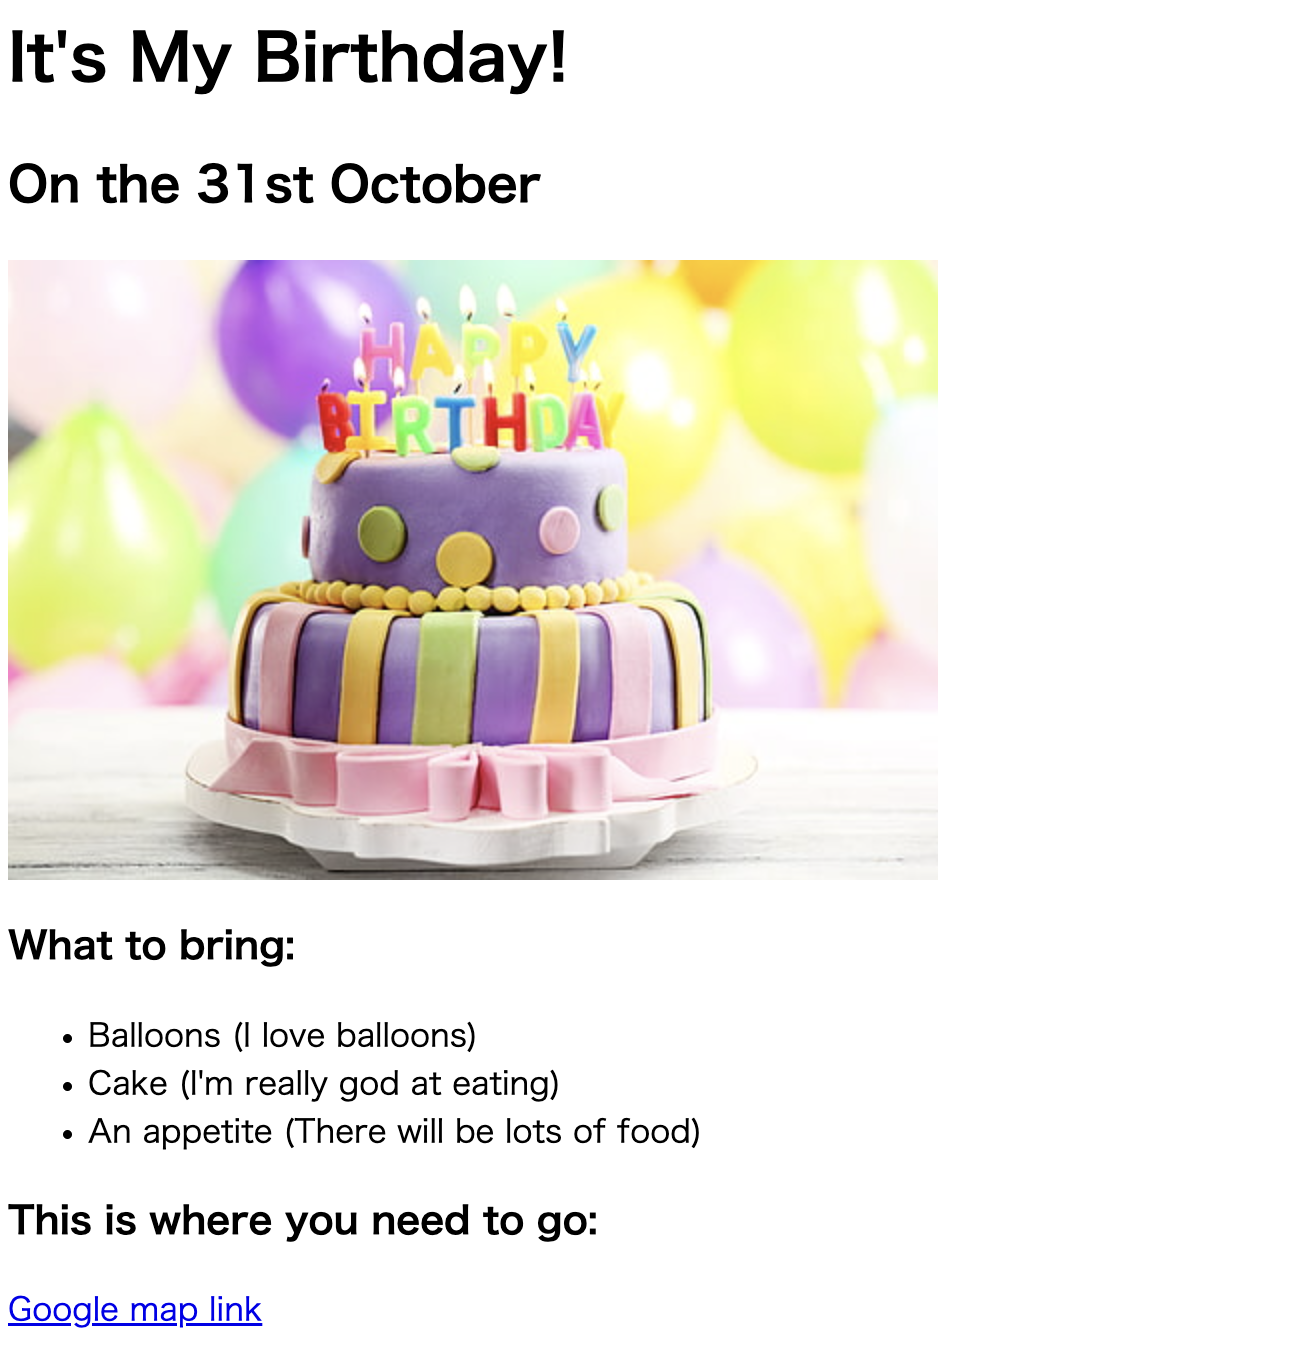 It's My Birthday!
On the 31st October
HAPPY
BIRTHDAY
What to bring:
Balloons (I love balloons)
Cake (I'm really god at eating)
An appetite (There will be lots of food)
This is where you need to go:
Google map link